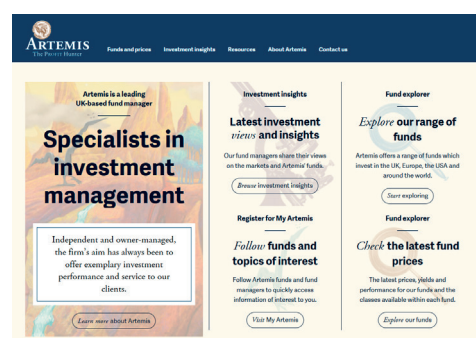 ARTEMIS
The PROFIT Hunter
Funds and prices Investment insights Resources About Artemis Contact us
Artemis is a leading
UK-based fund manager
Specialists in
investment
management
Independent and owner-managed,
the firm's aim has always been to
offer exemplary investment
performance and service to our
clients.
Learn more about Artemis
Investment insights
Latest investment
views and insights
Our fund managers share their views
on the markets and Artemis' funds.
Browse investment insights
Fund explorer
Explore our range of
funds
Artemis offers a range of funds which
invest in the UK, Europe, the USA and
around the world.
Start exploring
Register for My Artemis
Follow funds and
topics of interest
Follow Artemis funds and fund
managers to quickly access
information of interest to you.
Visit My Artemis
Fund explorer
Check the latest fund
prices
The latest prices, yields and
performance for our funds and the
classes available within each fund.
Explore our funds